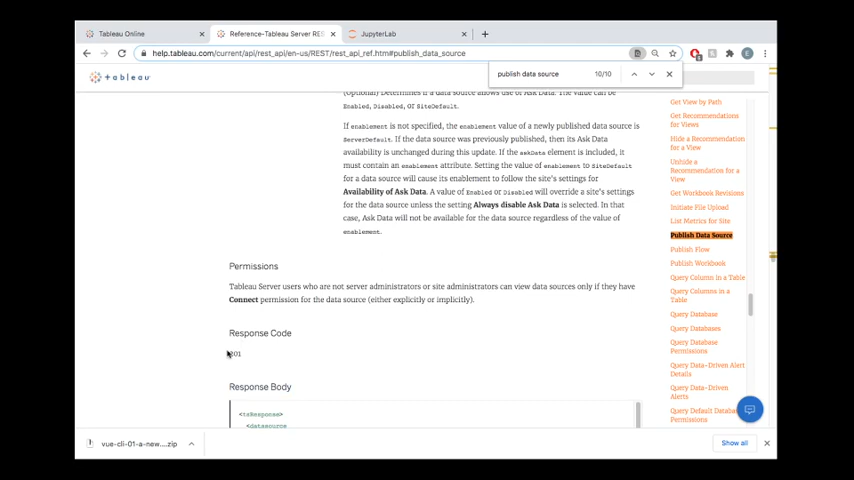 Tableau Online
Reference-Tableau Server RES
JupyterLab
help.tableau.com/current/api/rest_api/en-us/REST/rest_api_ref.htm#publish_data_source
publish data source 10/10
+ableau
(Optional) Determines if a data source allows use of Ask Data. The value can be
Enabled, Disabled, or SiteDefault.
If enablement is not specified, the enablement value of a newly published data source is
ServerDefault. If the data source was previously published, then its Ask Data
availability is unchanged during this update. If the askData element is included, it
must contain an enablement attribute. Setting the value of enablement to SiteDefault
for a data source will cause its enablement to follow the site's settings for
Availability of Ask Data. A value of Enabled or Disabled will override a site's settings
for the data source unless the setting Always disable Ask Data is selected. In that
case, Ask Data will not be available for the data source regardless of the value of
enablement.
Permissions
Tableau Server users who are not server administrators or site administrators can view data sources only if they have
Connect permission for the data source (either explicitly or implicitly).
Response Code
201
Response Body
<tsResponse>
<datasource
Get View by Path
Get Recommendations
for Views
Hide a Recommendation
for a View
Unhide a
Recommendation for a
View
Get Workbook Revisions
Initiate File Upload
List Metrics for Site
Publish Data Source
Publish Flow
Publish Workbook
Query Column in a Table
Query Columns in a
Table
Query Database
Query Databases
Query Database
Permissions
Query Data-Driven Alert
Details
Query Data-Driven
Alerts
Query Default Database
Permissions
vue-cli-01-a-new....zip
Show all